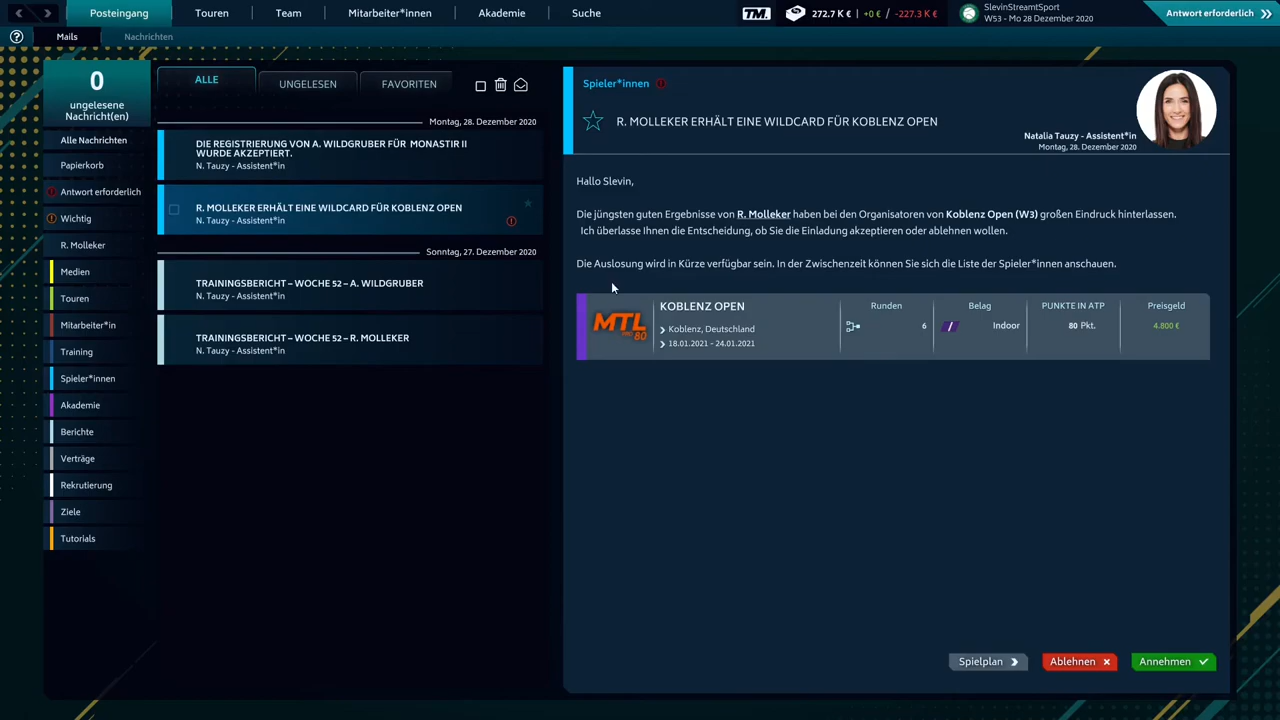 Posteingang
Touren
Team
Mitarbeiter*innen
Akademie
Suche
TM.
272.7 K € | +0 € / -227.3 K €
SlevinStreamtSport
W53 - Mo 28 Dezember 2020
Antwort erforderlich
Mails
Nachrichten
0
ungelesene
Nachricht(en)
Alle Nachrichten
Papierkorb
Antwort erforderlich
Wichtig
R. Molleker
Medien
Touren
Mitarbeiter*in
Training
Spieler*innen
Akademie
Berichte
Verträge
Rekrutierung
Ziele
Tutorials
ALLE
UNGELESEN
FAVORITEN
Montag, 28. Dezember 2020
DIE REGISTRIERUNG VON A. WILDGRUBER FÜR MONASTIR II
WURDE AKZEPTIERT.
N. Tauzy - Assistent*in
R. MOLLEKER ERHÄLT EINE WILDCARD FÜR KOBLENZ OPEN
N. Tauzy - Assistent*in
Sonntag, 27. Dezember 2020
TRAININGSBERICHT – WOCHE 52 – A. WILDGRUBER
N. Tauzy - Assistent*in
TRAININGSBERICHT – WOCHE 52 – R. MOLLEKER
N. Tauzy - Assistent*in
Spieler*innen
R. MOLLEKER ERHÄLT EINE WILDCARD FÜR KOBLENZ OPEN
Natalia Tauzy - Assistent*in
Montag, 28. Dezember 2020
Hallo Slevin,
Die jüngsten guten Ergebnisse von R. Molleker haben bei den Organisatoren von Koblenz Open (W3) großen Eindruck hinterlassen.
Ich überlasse Ihnen die Entscheidung, ob Sie die Einladung akzeptieren oder ablehnen wollen.
Die Auslosung wird in Kürze verfügbar sein. In der Zwischenzeit können Sie sich die Liste der Spieler*innen anschauen.
MTL
PRO 80
KOBLENZ OPEN
Koblenz, Deutschland
18.01.2021 - 24.01.2021
Runden
6
Belag
Indoor
PUNKTE IN ATP
80 Pkt.
Preisgeld
4.800 €
Spielplan
Ablehnen
Annehmen